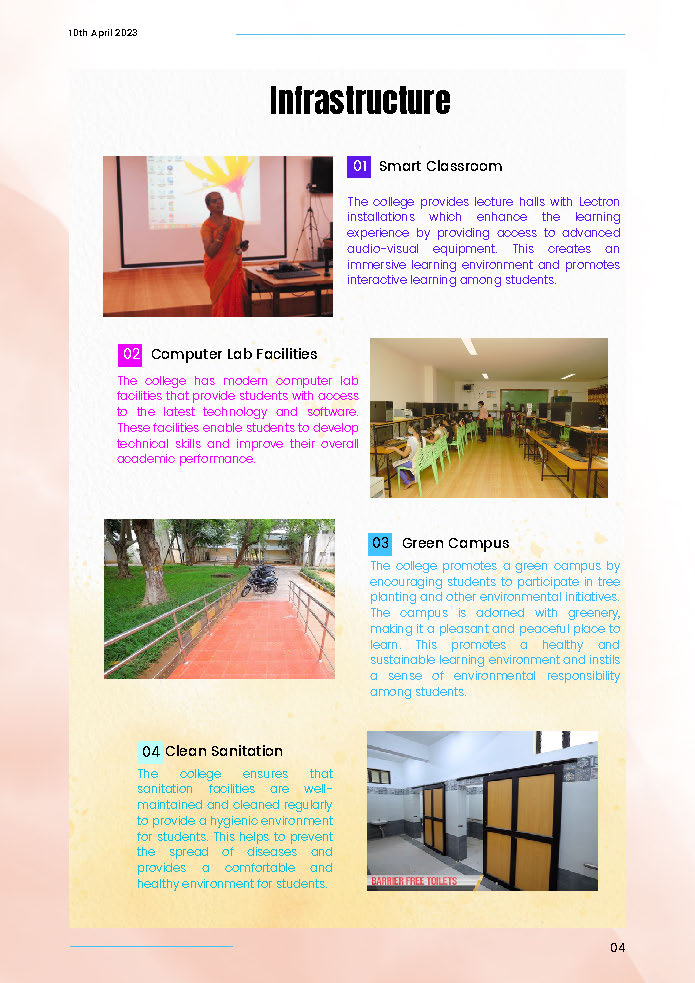 10th April 2023
Infrastructure
01 Smart Classroom
The college provides lecture halls with Lectron
installations which enhance the learning
experience by providing access to advanced
audio-visual equipment. This creates an
immersive learning environment and promotes
interactive learning among students.
02 Computer Lab Facilities
The college has modern computer lab
facilities that provide students with access
to the latest technology and software.
These facilities enable students to develop
technical skills and improve their overall
academic performance.
03 Green Campus
The college promotes a green campus by
encouraging students to participate in tree
planting and other environmental initiatives.
The campus is adorned with greenery,
making it a pleasant and peaceful place to
learn. This promotes a healthy and
sustainable learning environment and instils
a sense of environmental responsibility
among students.
04 Clean Sanitation
The college ensures that
sanitation facilities are well-
maintained and cleaned regularly
to provide a hygienic environment
for students. This helps to prevent
the spread of diseases and
provides a comfortable and
healthy environment for students.
BARRIER FREE TOILETS
04